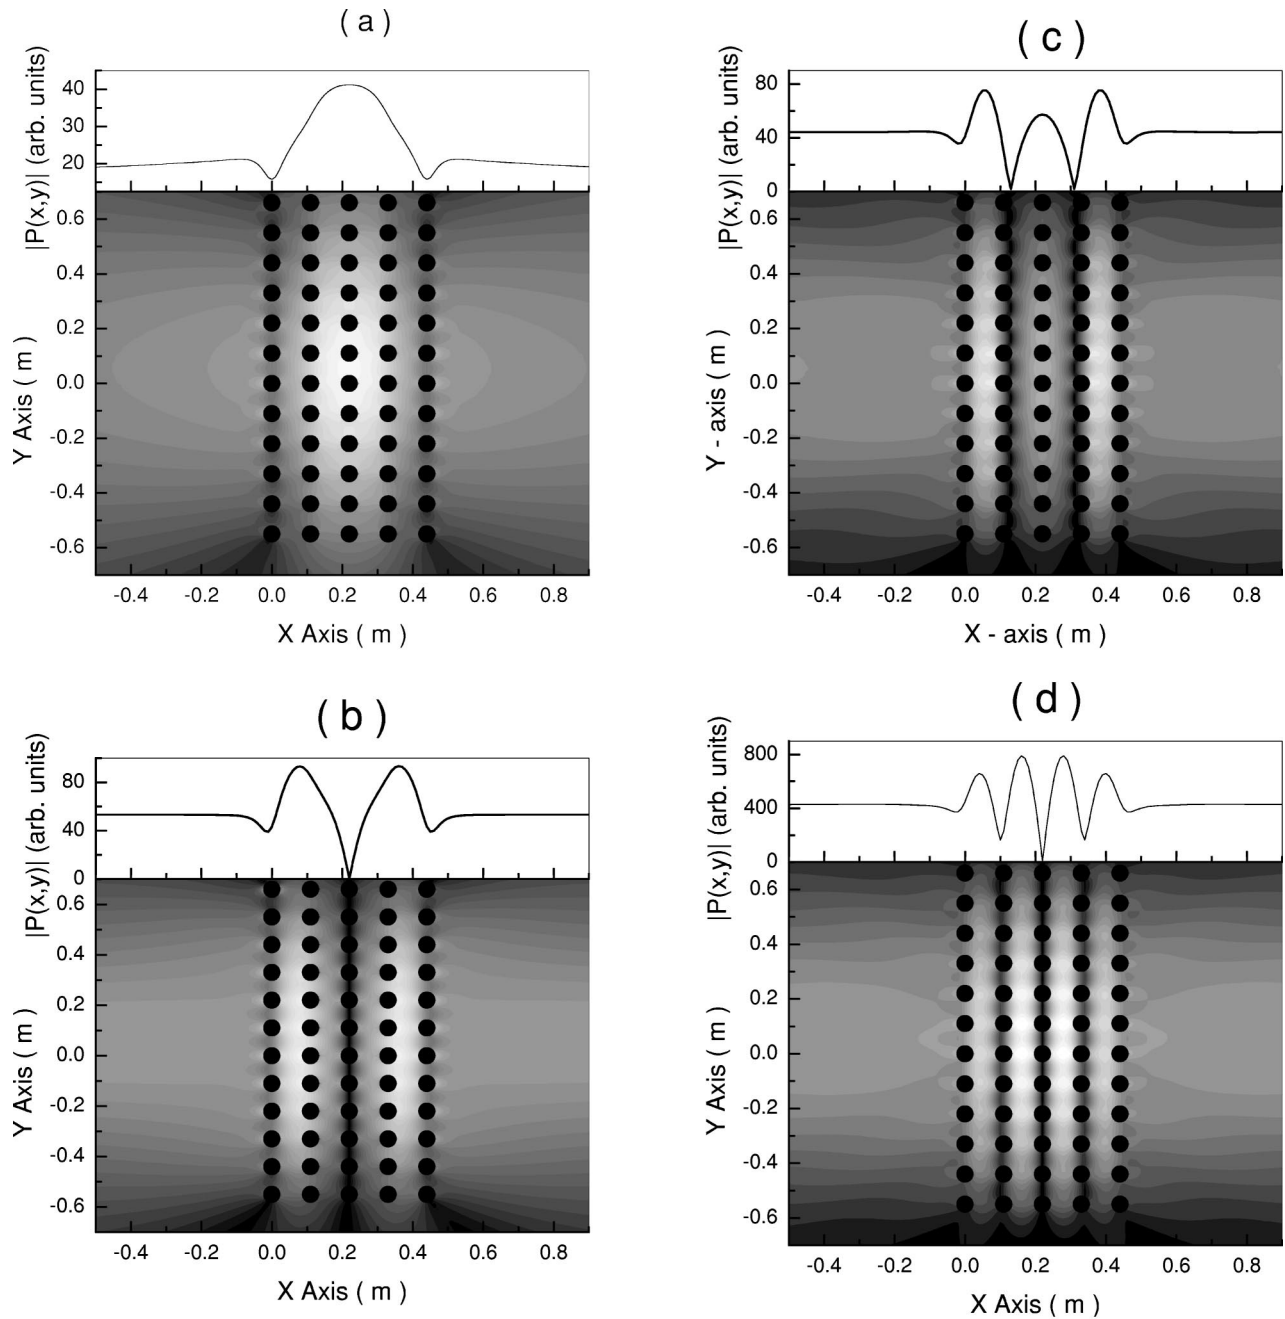 ( a )
|P(x,y)| (arb. units)
40
30
20
Y Axis ( m )
0.6
0.4
0.2
0.0
-0.2
-0.4
-0.6
-0.4 -0.2 0.0 0.2 0.4 0.6 0.8
X Axis ( m )
( c )
|P(x,y)| (arb. units)
80
40
0
Y - axis ( m )
0.6
0.4
0.2
0.0
-0.2
-0.4
-0.6
-0.4 -0.2 0.0 0.2 0.4 0.6 0.8
X - axis ( m )
( b )
|P(x,y)| (arb. units)
80
40
0
Y Axis ( m )
0.6
0.4
0.2
0.0
-0.2
-0.4
-0.6
-0.4 -0.2 0.0 0.2 0.4 0.6 0.8
X Axis ( m )
( d )
|P(x,y)| (arb. units)
800
400
0
Y Axis ( m )
0.6
0.4
0.2
0.0
-0.2
-0.4
-0.6
-0.4 -0.2 0.0 0.2 0.4 0.6 0.8
X Axis ( m )